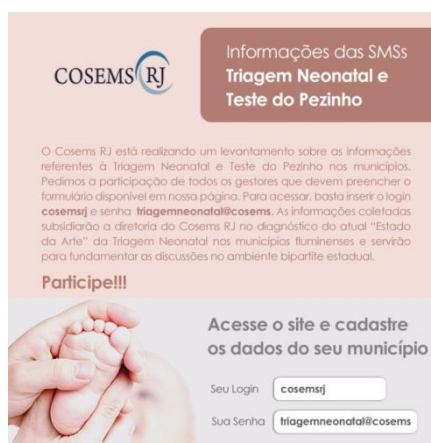 COSEMS RJ
Informações das SMSs
Triagem Neonatal e
Teste do Pezinho
O Cosems RJ está realizando um levantamento sobre as informações
referentes à Triagem Neonatal e Teste do Pezinho nos municípios.
Pedimos a participação de todos os gestores que devem preencher o
formulário disponível em nossa página. Para acessar, basta inserir o login
cosemsrj e senha triagemneonatal@cosems. As informações coletadas
subsidiarão a diretoria do Cosems RJ no diagnóstico do atual “Estado
da Arte” da Triagem Neonatal nos municípios fluminenses e servirão
para fundamentar as discussões no ambiente bipartite estadual.
Participe!!!
Acesse o site e cadastre
os dados do seu município
Seu Login cosemsrj
Sua Senha triagemneonatal@cosems